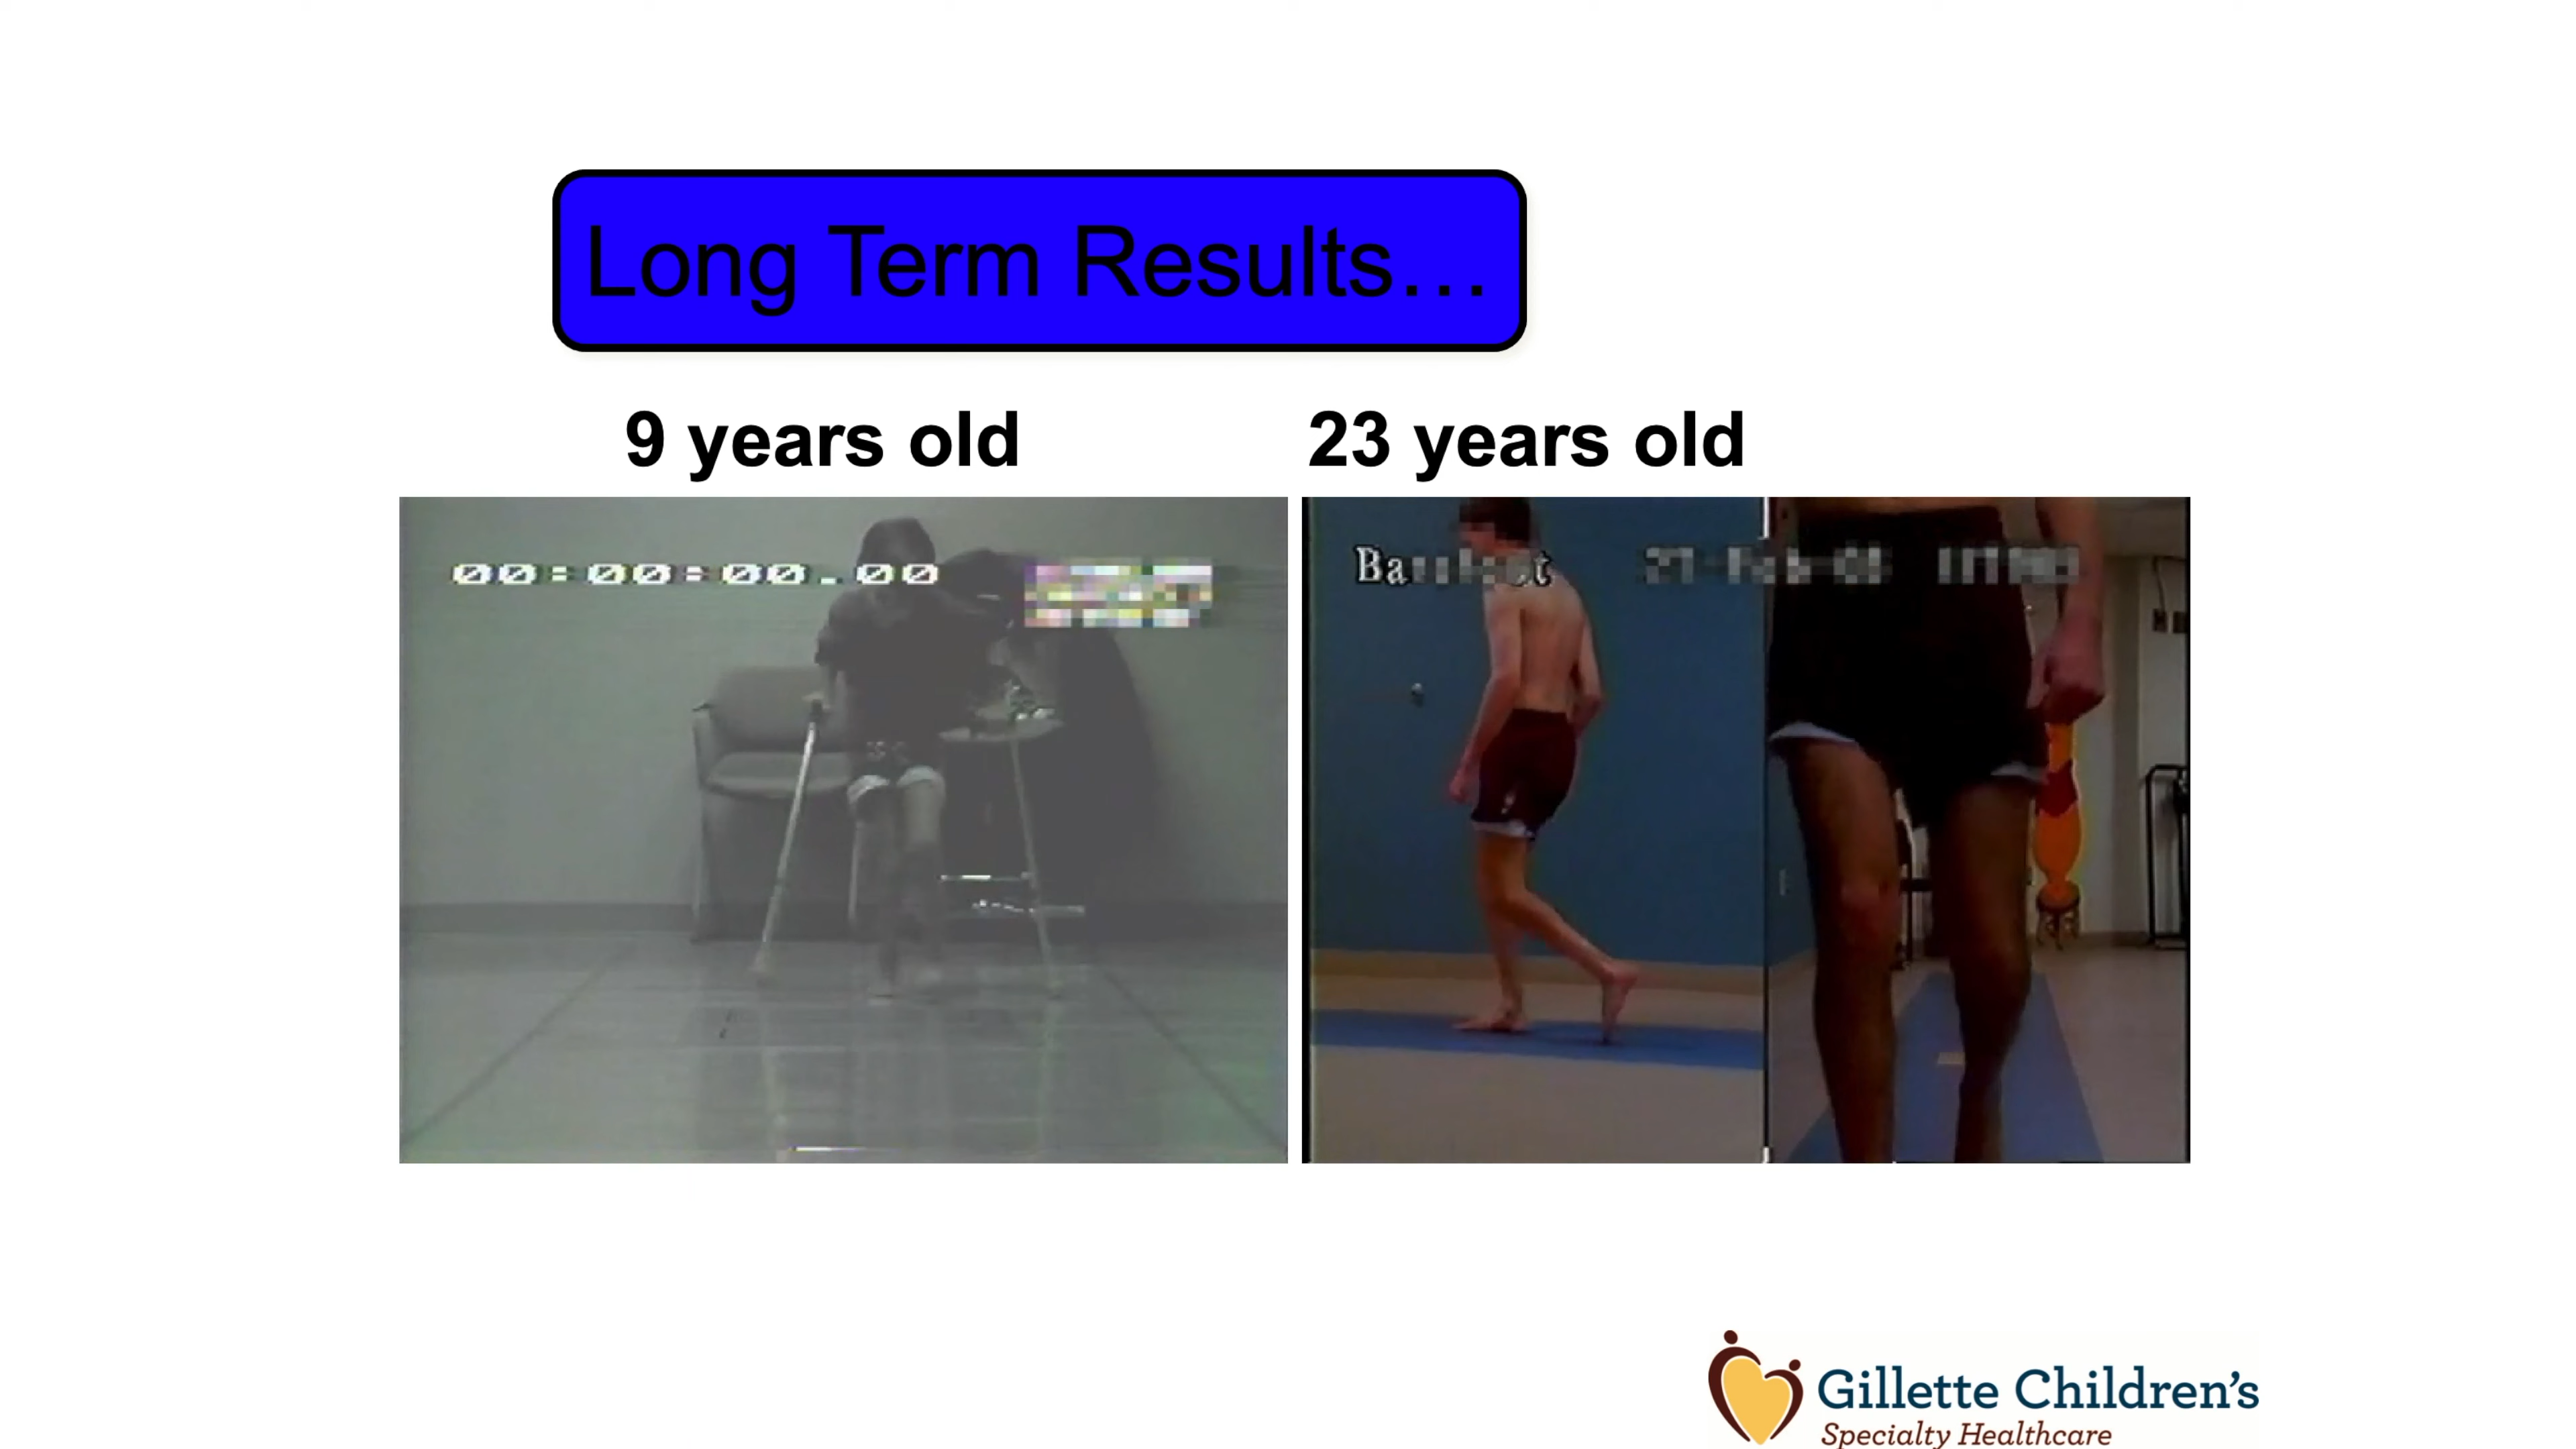 Long Term Results…
9 years old
23 years old
00:00:00.00
Gillette Children's
Specialty Healthcare